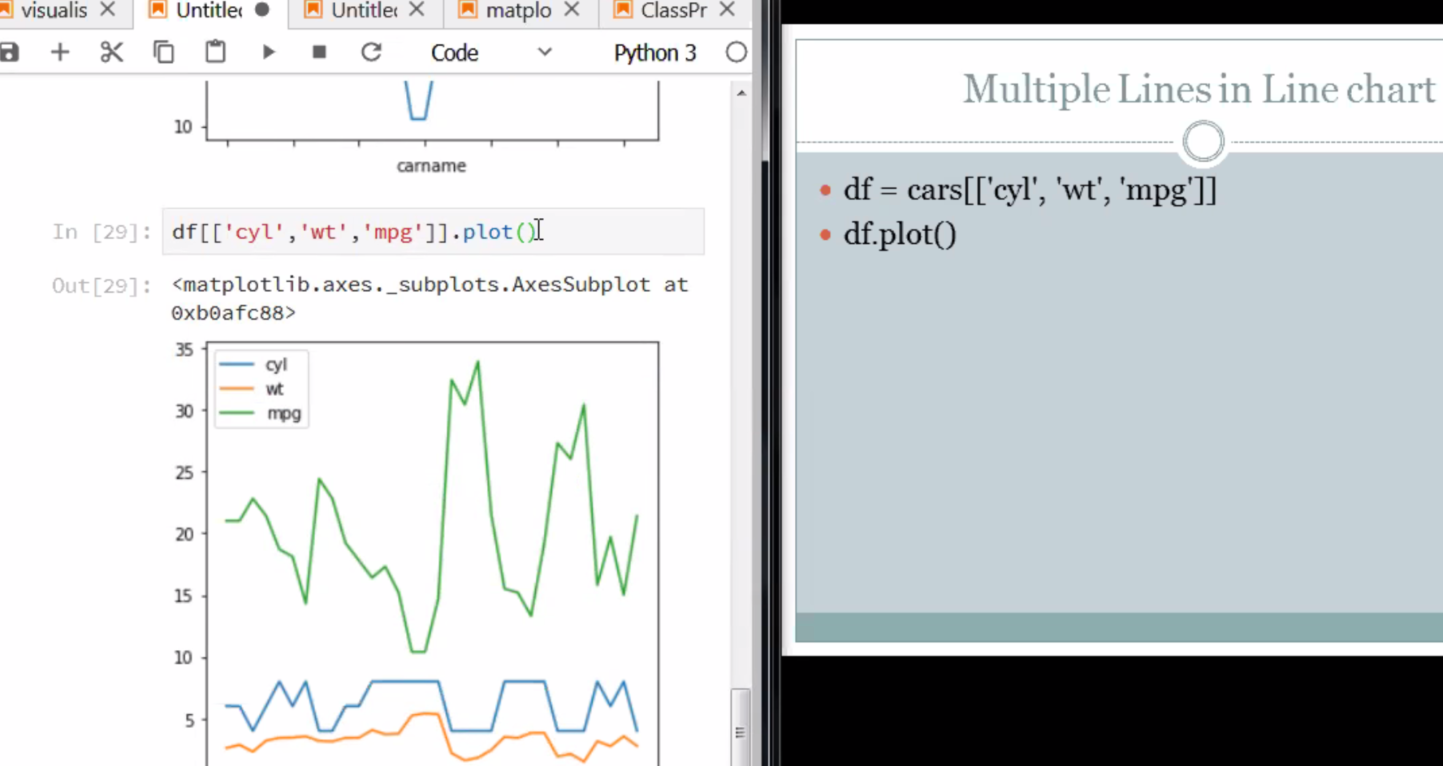 visualis
Untitlec
Untitlec
matplo
ClassPr
Code
Python 3
10
carname
In [29]: df[['cyl','wt','mpg']].plot()
Out[29]: <matplotlib.axes._subplots.AxesSubplot at
0xb0afc88>
35
cyl
wt
30
mpg
25
20
15
10
5
Multiple Lines in Line chart
• df = cars[['cyl', 'wt', 'mpg']]
• df.plot()